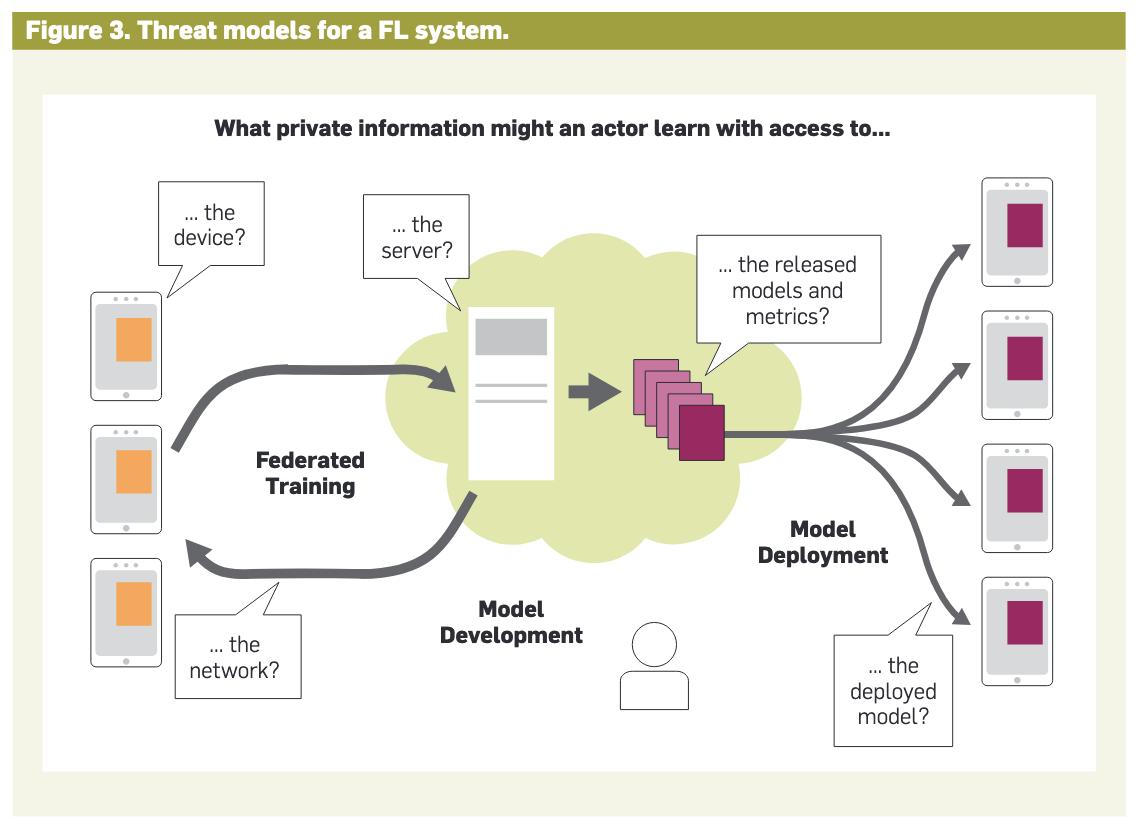 Figure 3. Threat models for a FL system.
What private information might an actor learn with access to...
... the
device?
... the
server?
... the released
models and
metrics?
Federated
Training
Model
Deployment
Model
Development
... the
network?
... the
deployed
model?